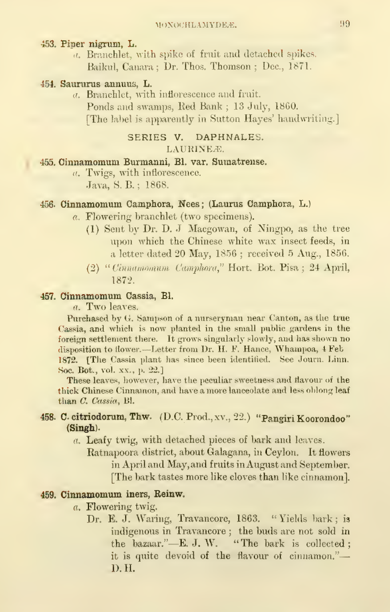 MONOCHLAMYDEÆ. 99
453. Piper nigrum, L.
a. Branchlet, with spike of fruit and detached spikes.
Baikul, Canara; Dr. Thos. Thomson; Dec., 1871.
454. Saururus annuus, L.
a. Branchlet, with inflorescence and fruit.
Ponds and swamps, Red Bank; 13 July, 1860.
[The label is apparently in Sutton Hayes' handwriting.]
SERIES V. DAPHNALES.
LAURINEÆ.
455. Cinnamomum Burmanni, Bl. var. Sumatrense.
a. Twigs, with inflorescence.
Java, S. B.; 1868.
456. Cinnamomum Camphora, Nees; (Laurus Camphora, L.)
a. Flowering branchlet (two specimens).
(1) Sent by Dr. D. J Macgowan, of Ningpo, as the tree
upon which the Chinese white wax insect feeds, in
a letter dated 20 May, 1856; received 5 Aug., 1856.
(2) "Cinnamomum Camphora," Hort. Bot. Pisa; 24 April,
1872.
457. Cinnamomum Cassia, Bl.
a. Two leaves.
Purchased by G. Sampson of a nurseryman near Canton, as the true
Cassia, and which is now planted in the small public gardens in the
foreign settlement there. It grows singularly slowly, and has shown no
disposition to flower.—Letter from Dr. H. F. Hance, Whampoa, 4 Feb
1872. [The Cassia plant has since been identified. See Journ. Linn.
Soc. Bot., vol. xx., p. 22.]
These leaves, however, have the peculiar sweetness and flavour of the
thick Chinese Cinnamon, and have a more lanceolate and less oblong leaf
than C. Cassia, Bl.
458. C. citriodorum, Thw. (D.C. Prod., xv., 22.) "Pangiri Koorondoo"
(Singh).
a. Leafy twig, with detached pieces of bark and leaves.
Ratnapoora district, about Galagana, in Ceylon. It flowers
in April and May, and fruits in August and September.
[The bark tastes more like cloves than like cinnamon].
459. Cinnamomum iners, Reinw.
a. Flowering twig.
Dr. E. J. Waring, Travancore, 1863. "Yields bark; is
indigenous in Travancore; the buds are not sold in
the bazaar."—E. J. W. "The bark is collected;
it is quite devoid of the flavour of cinnamon."—
D. H.